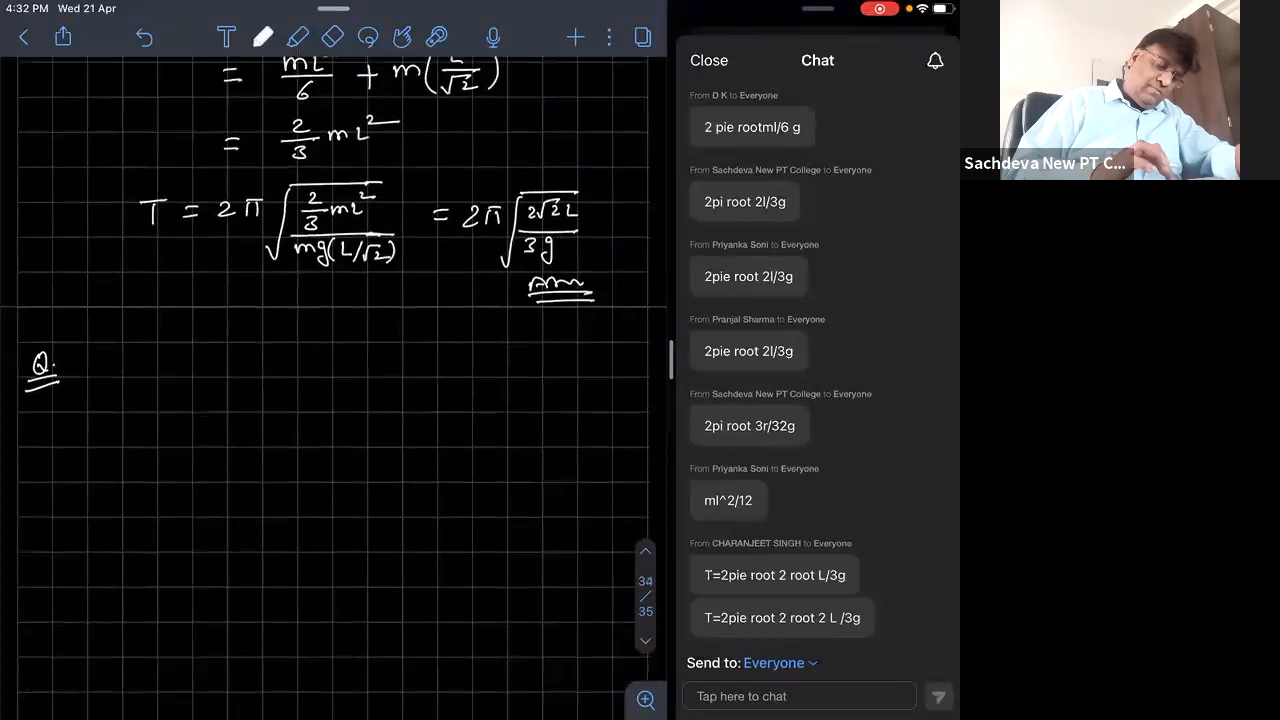 4:32 PM Wed 21 Apr
= mL²/6 + m(L/√2)
= 2/3 mL²
T = 2π √(2/3 mL² / mg(L/√2)) = 2π √(2√2L / 3g)
Ans
Q.
34
35
Close Chat
From O K to Everyone
2 pie rootml/6 g
From Sachdeva New PT College to Everyone
2pi root 2l/3g
From Priyanka Soni to Everyone
2pie root 2l/3g
From Pranjal Sharma to Everyone
2pie root 2l/3g
From Sachdeva New PT College to Everyone
2pi root 3r/32g
From Priyanka Soni to Everyone
ml^2/12
From CHARANJEET SINGH to Everyone
T=2pie root 2 root L/3g
T=2pie root 2 root 2 L /3g
Send to: Everyone
Tap here to chat
Sachdeva New PT C...